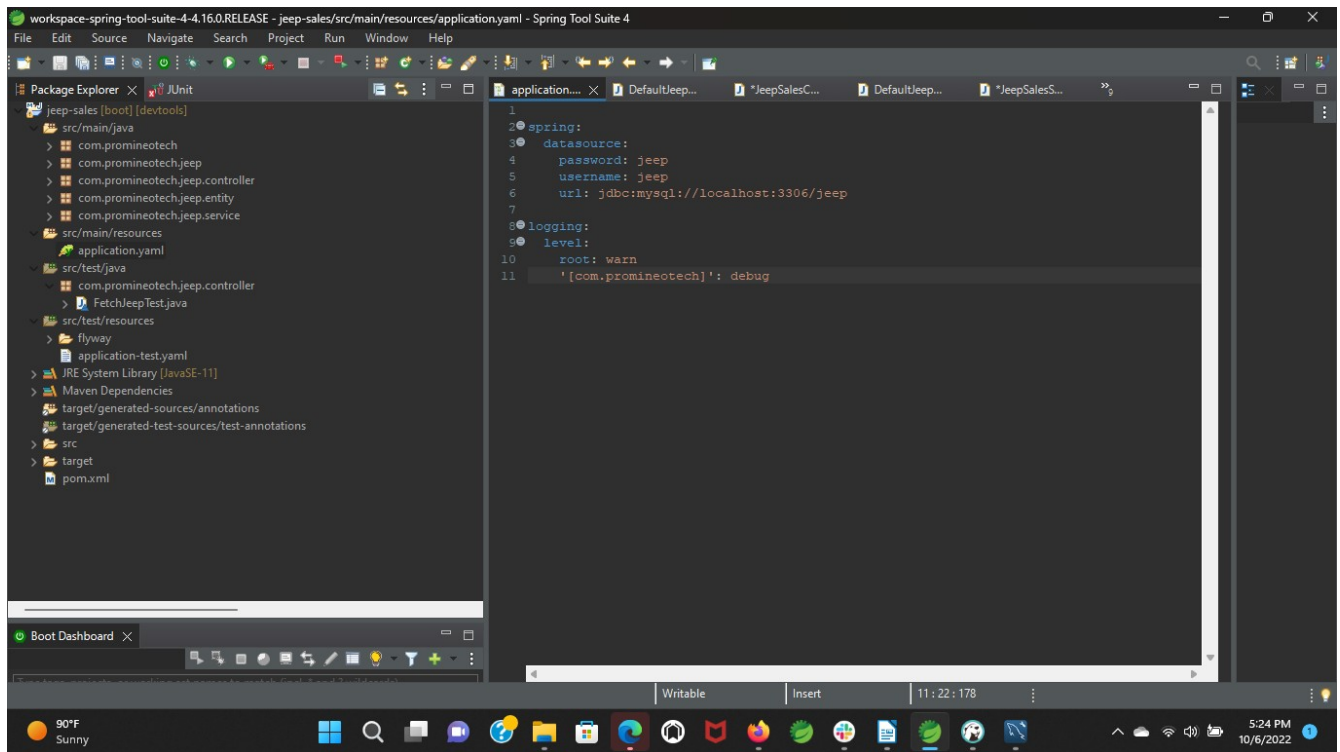 workspace-spring-tool-suite-4-4.16.0.RELEASE - jeep-sales/src/main/resources/application.yaml - Spring Tool Suite 4
File Edit Source Navigate Search Project Run Window Help
Package Explorer JUnit
application.... DefaultJeep... *JeepSalesC... DefaultJeep... *JeepSalesS... »9
jeep-sales [boot] [devtools]
src/main/java
com.promineotech
com.promineotech.jeep
com.promineotech.jeep.controller
com.promineotech.jeep.entity
com.promineotech.jeep.service
src/main/resources
application.yaml
src/test/java
com.promineotech.jeep.controller
FetchJeepTest.java
src/test/resources
flyway
application-test.yaml
JRE System Library [JavaSE-11]
Maven Dependencies
target/generated-sources/annotations
target/generated-test-sources/test-annotations
src
target
pom.xml
1
2 spring:
3 datasource:
4 password: jeep
5 username: jeep
6 url: jdbc:mysql://localhost:3306/jeep
7
8 logging:
9 level:
10 root: warn
11 '[com.promineotech]': debug
Boot Dashboard
Writable Insert 11 : 22 : 178
90°F
Sunny
5:24 PM
10/6/2022
1